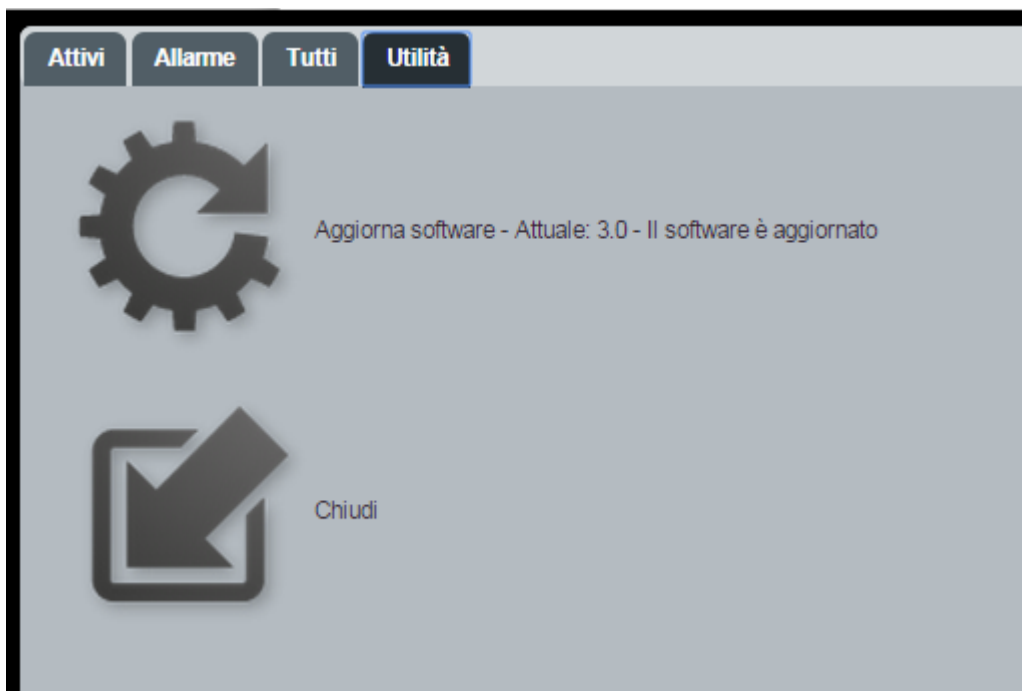 Attivi Allarme Tutti Utilità
Aggiorna software - Attuale: 3.0 - Il software è aggiornato
Chiudi